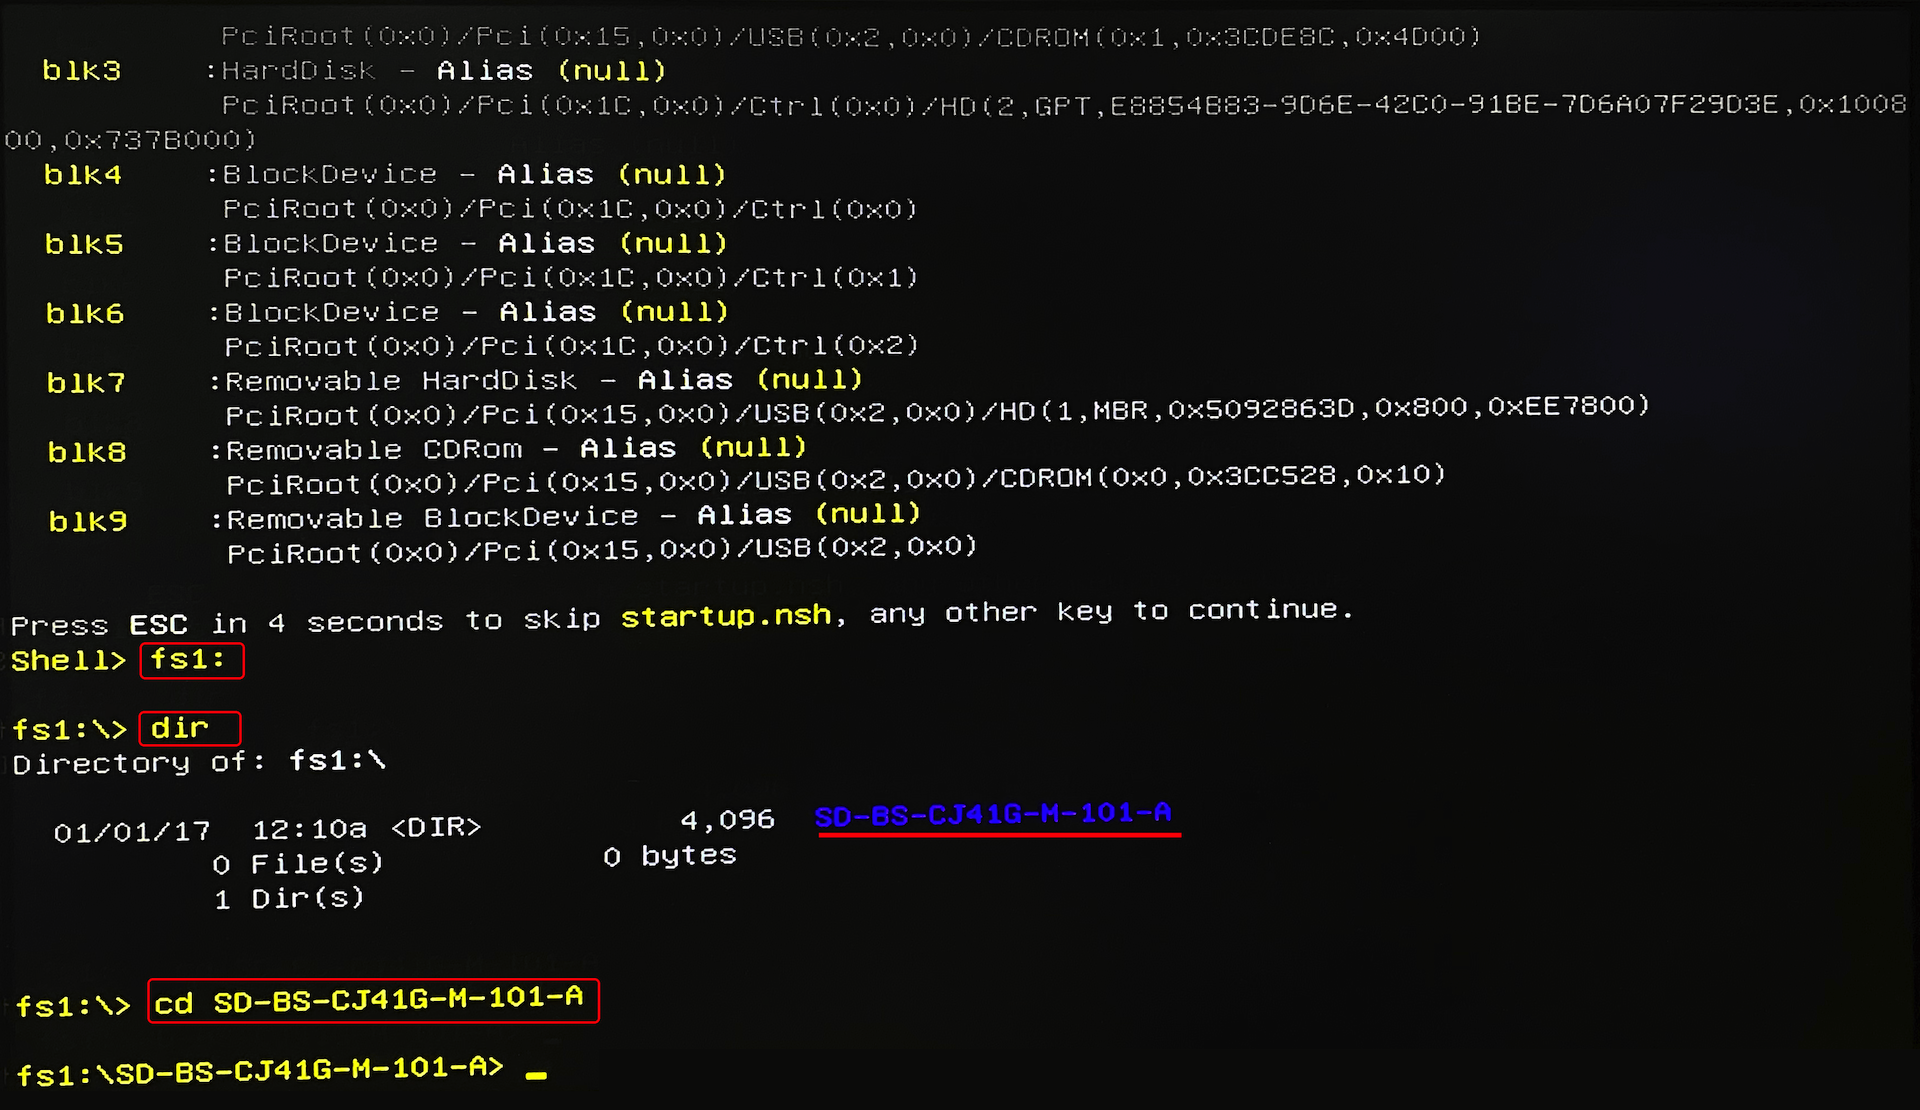 PciRoot(0x0)/Pci(0x15,0x0)/USB(0x2,0x0)/CDROM(0x1,0x3CDE8C,0x4D00)
blk3 :HardDisk - Alias (null)
PciRoot(0x0)/Pci(0x1C,0x0)/Ctrl(0x0)/HD(2,GPT,E8854B83-9D6E-42C0-91BE-7D6A07F29D3E,0x1008
00,0x737B000)
blk4 :BlockDevice - Alias (null)
PciRoot(0x0)/Pci(0x1C,0x0)/Ctrl(0x0)
blk5 :BlockDevice - Alias (null)
PciRoot(0x0)/Pci(0x1C,0x0)/Ctrl(0x1)
blk6 :BlockDevice - Alias (null)
PciRoot(0x0)/Pci(0x1C,0x0)/Ctrl(0x2)
blk7 :Removable HardDisk - Alias (null)
PciRoot(0x0)/Pci(0x15,0x0)/USB(0x2,0x0)/HD(1,MBR,0x5092863D,0x800,0xEE7800)
blk8 :Removable CDRom - Alias (null)
PciRoot(0x0)/Pci(0x15,0x0)/USB(0x2,0x0)/CDROM(0x0,0x3CC528,0x10)
blk9 :Removable BlockDevice - Alias (null)
PciRoot(0x0)/Pci(0x15,0x0)/USB(0x2,0x0)
Press ESC in 4 seconds to skip startup.nsh, any other key to continue.
Shell> fs1:
fs1:\> dir
Directory of: fs1:\
01/01/17 12:10a <DIR> 4,096 SD-BS-CJ41G-M-101-A
0 File(s) 0 bytes
1 Dir(s)
fs1:\> cd SD-BS-CJ41G-M-101-A
fs1:\SD-BS-CJ41G-M-101-A> _